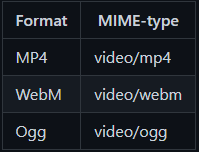 Format MIME-type
MP4 video/mp4
WebM video/webm
Ogg video/ogg